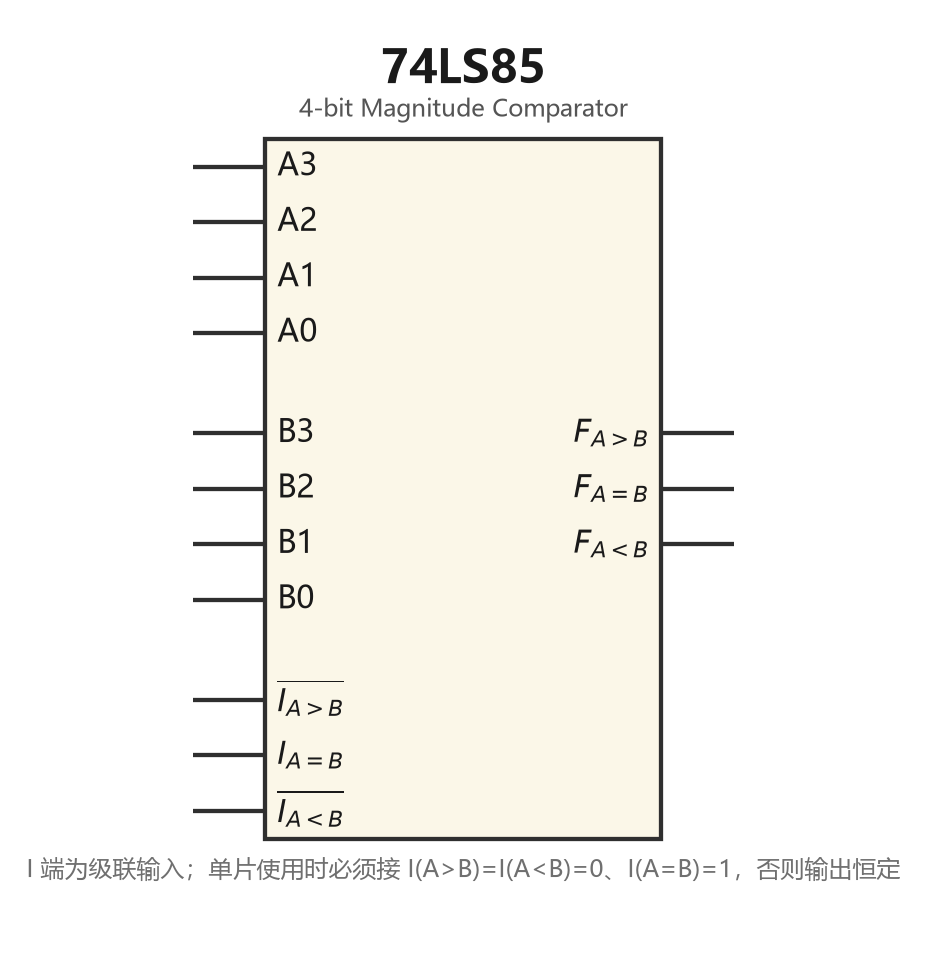 74LS85
4-bit Magnitude Comparator
A3
A2
A1
A0
B3
B2
B1
B0
F_{A>B}
F_{A=B}
F_{A<B}
\overline{I_{A>B}}
I_{A=B}
\overline{I_{A<B}}
I 端为级联输入；单片使用时必须接 I(A>B)=I(A<B)=0、I(A=B)=1，否则输出恒定